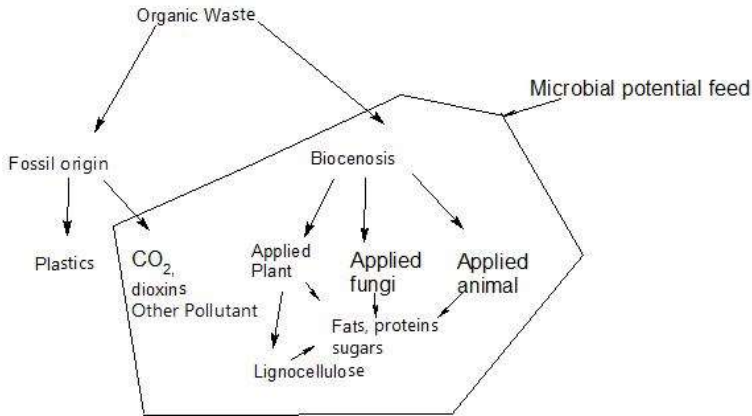 Organic Waste
Microbial potential feed
Fossil origin
Biocenosis
Plastics
CO2,
dioxins
Other Pollutant
Applied
Plant
Applied
fungi
Applied
animal
Fats, proteins
sugars
Lignocellulose